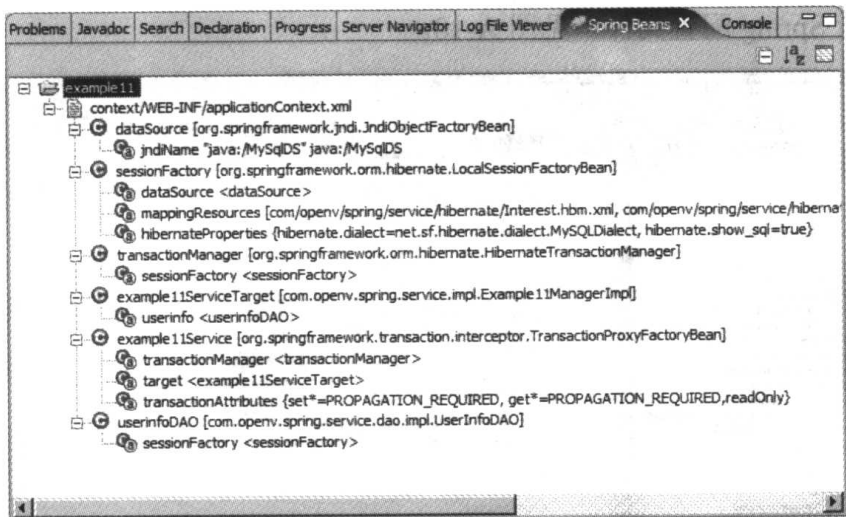 Problems Javadoc Search Declaration Progress Server Navigator Log File Viewer Spring Beans X Console
example11
context/WEB-INF/applicationContext.xml
dataSource [org.springframework.jndi.JndiObjectFactoryBean]
jndiName "java:/MySqlDS" java:/MySqlDS
sessionFactory [org.springframework.orm.hibernate.LocalSessionFactoryBean]
dataSource <dataSource>
mappingResources [com/openv/spring/service/hibernate/Interest.hbm.xml, com/openv/spring/service/hiberna
hibernateProperties {hibernate.dialect=net.sf.hibernate.dialect.MySQLDialect, hibernate.show_sql=true}
transactionManager [org.springframework.orm.hibernate.HibernateTransactionManager]
sessionFactory <sessionFactory>
example11ServiceTarget [com.openv.spring.service.impl.Example11ManagerImpl]
userinfo <userinfoDAO>
example11Service [org.springframework.transaction.interceptor.TransactionProxyFactoryBean]
transactionManager <transactionManager>
target <example11ServiceTarget>
transactionAttributes {set*=PROPAGATION_REQUIRED, get*=PROPAGATION_REQUIRED,readOnly}
userinfoDAO [com.openv.spring.service.dao.impl.UserInfoDAO]
sessionFactory <sessionFactory>